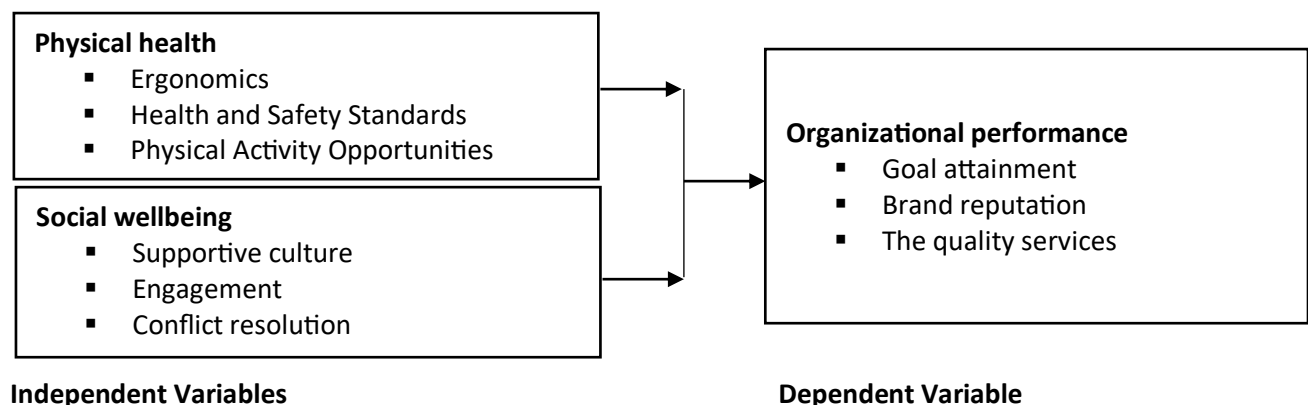 Physical health
▪ Ergonomics
▪ Health and Safety Standards
▪ Physical Activity Opportunities
Social wellbeing
▪ Supportive culture
▪ Engagement
▪ Conflict resolution
Organizational performance
▪ Goal attainment
▪ Brand reputation
▪ The quality services
Independent Variables
Dependent Variable